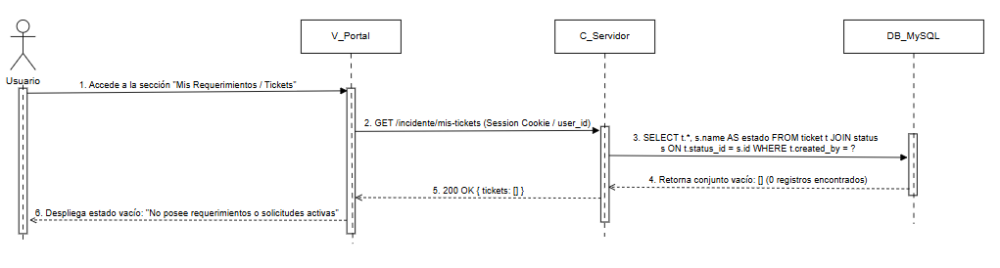 V_Portal
C_Servidor
DB_MySQL
Usuario
1. Accede a la sección "Mis Requerimientos / Tickets"
2. GET /incidente/mis-tickets (Session Cookie / user_id)
3. SELECT t.*, s.name AS estado FROM ticket t JOIN status
s ON t.status_id = s.id WHERE t.created_by = ?
4. Retorna conjunto vacío: [] (0 registros encontrados)
5. 200 OK { tickets: [] }
6. Despliega estado vacío: "No posee requerimientos o solicitudes activas"